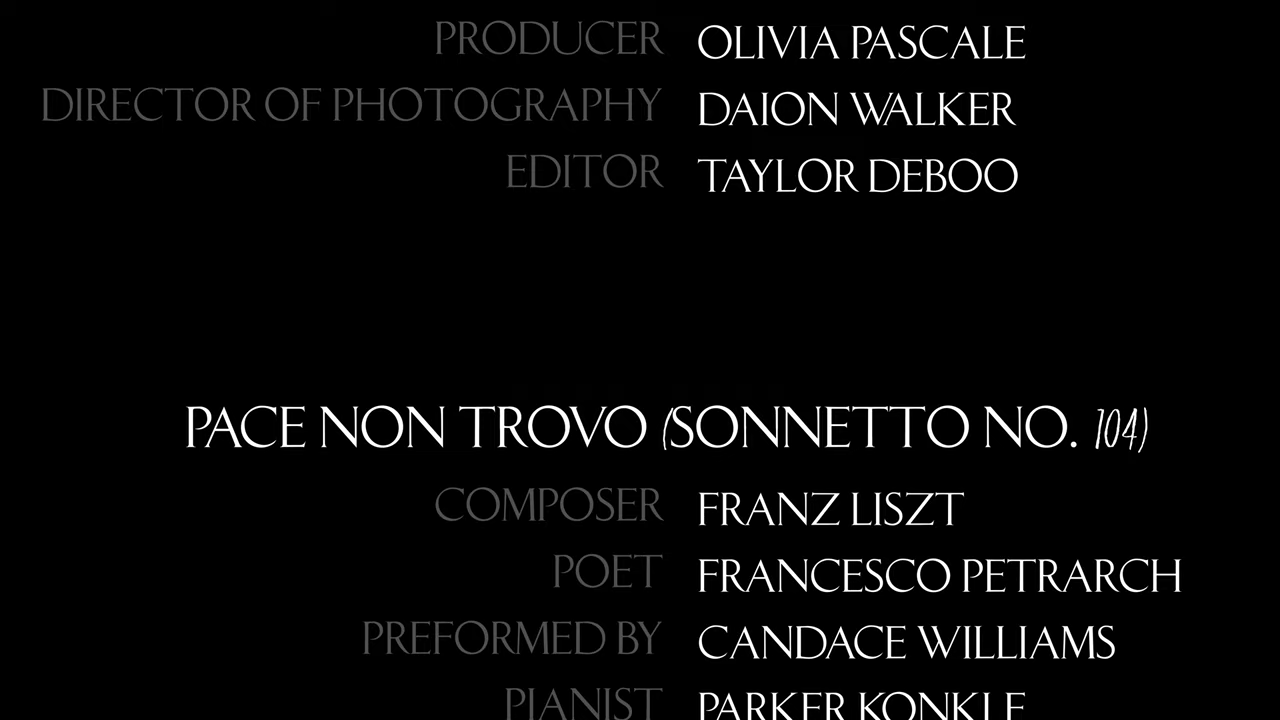 PRODUCER OLIVIA PASCALE
DIRECTOR OF PHOTOGRAPHY DAION WALKER
EDITOR TAYLOR DEBOO
PACE NON TROVO (SONNETTO NO. 104)
COMPOSER FRANZ LISZT
POET FRANCESCO PETRARCH
PREFORMED BY CANDACE WILLIAMS
PIANIST PARKER KONKLE